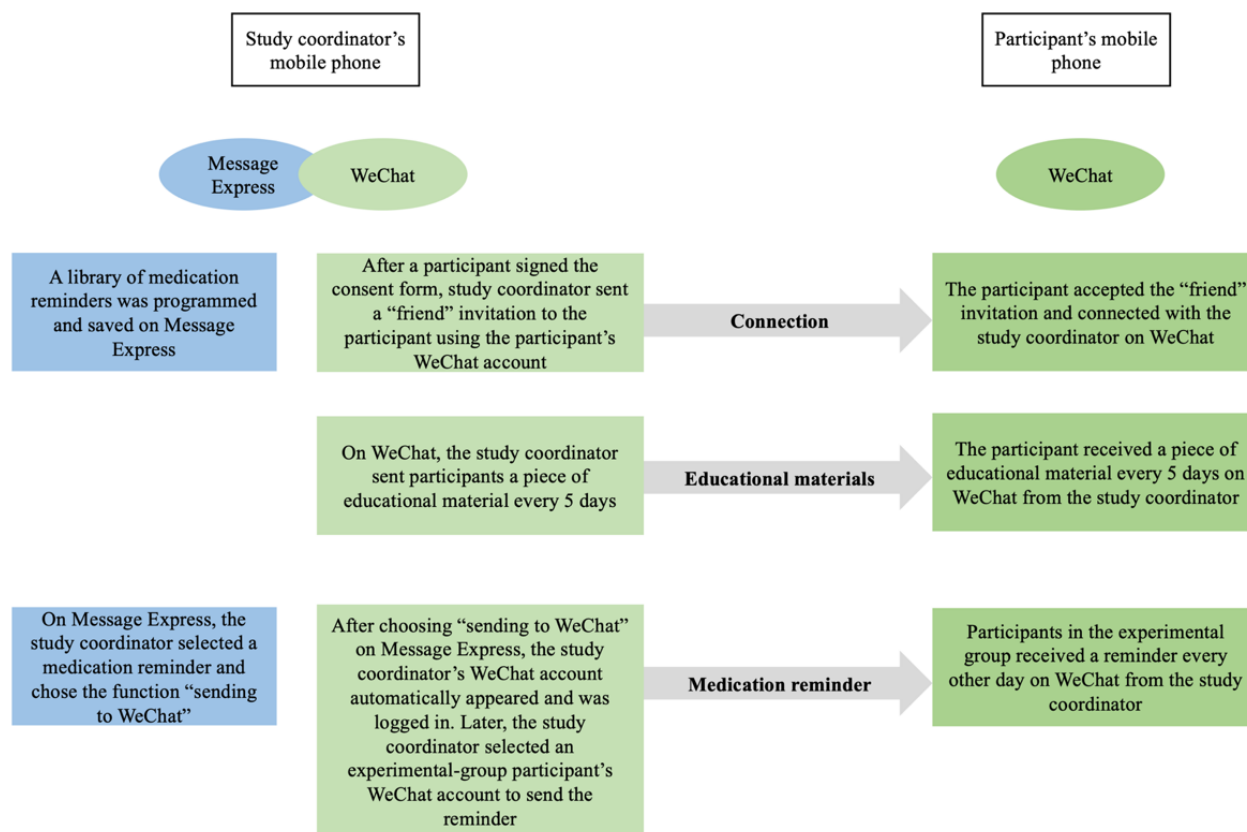 Study coordinator’s
mobile phone
Participant’s mobile
phone
Message
Express
WeChat
WeChat
A library of medication
reminders was programmed
and saved on Message
Express
After a participant signed the
consent form, study coordinator sent
a “friend” invitation to the
participant using the participant’s
WeChat account
Connection
The participant accepted the “friend”
invitation and connected with the
study coordinator on WeChat
On WeChat, the study coordinator
sent participants a piece of
educational material every 5 days
Educational materials
The participant received a piece of
educational material every 5 days on
WeChat from the study coordinator
On Message Express, the
study coordinator selected a
medication reminder and
chose the function “sending
to WeChat”
After choosing “sending to WeChat”
on Message Express, the study
coordinator’s WeChat account
automatically appeared and was
logged in. Later, the study
coordinator selected an
experimental-group participant’s
WeChat account to send the
reminder
Medication reminder
Participants in the experimental
group received a reminder every
other day on WeChat from the study
coordinator